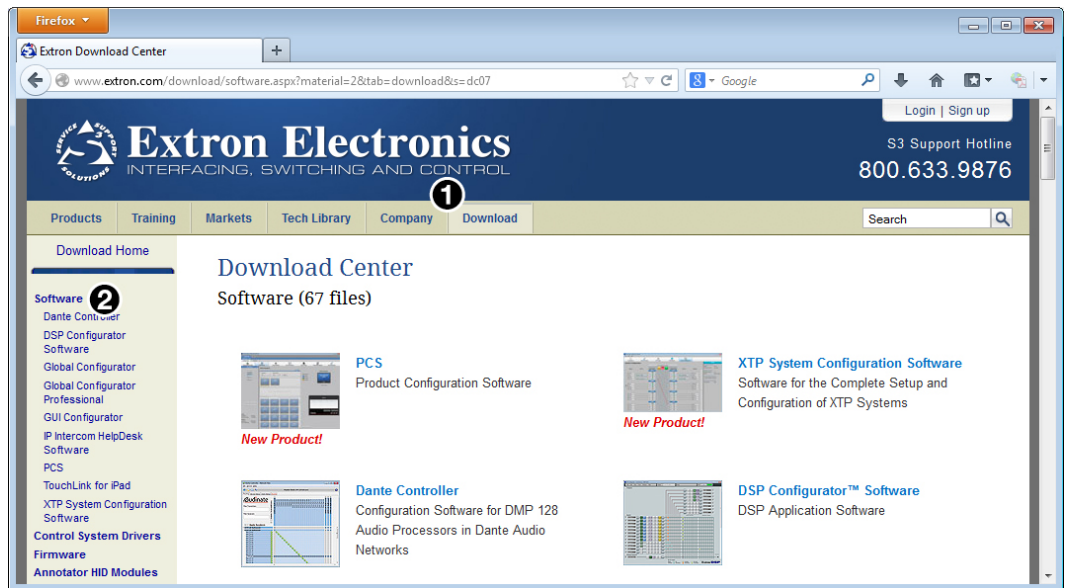 Firefox
Extron Download Center
www.extron.com/download/software.aspx?material=2&tab=download&s=dc07
Google
Login | Sign up
SERVICE SUPPORT SOLUTIONS
S3
Extron Electronics
INTERFACING, SWITCHING AND CONTROL
S3 Support Hotline
800.633.9876
1
Products Training Markets Tech Library Company Download
Search
Download Home
Software 2
Dante Controller
DSP Configurator
Software
Global Configurator
Global Configurator
Professional
GUI Configurator
IP Intercom HelpDesk
Software
PCS
TouchLink for iPad
XTP System Configuration
Software
Control System Drivers
Firmware
Annotator HID Modules
Download Center
Software (67 files)
PCS
Product Configuration Software
New Product!
XTP System Configuration Software
Software for the Complete Setup and
Configuration of XTP Systems
New Product!
Dante Controller
Configuration Software for DMP 128
Audio Processors in Dante Audio
Networks
Audinate
DSP Configurator™ Software
DSP Application Software